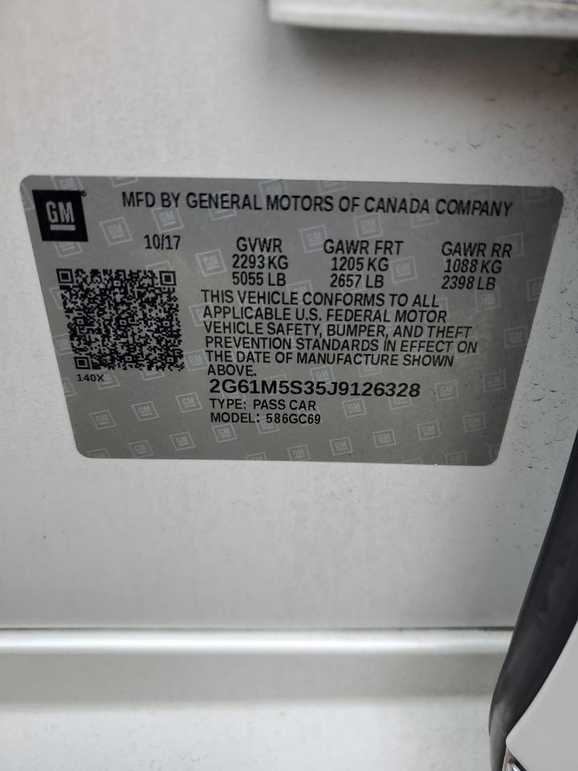 GM
MFD BY GENERAL MOTORS OF CANADA COMPANY
10/17 GVWR GAWR FRT GAWR RR
2293 KG 1205 KG 1088 KG
5055 LB 2657 LB 2398 LB
THIS VEHICLE CONFORMS TO ALL
APPLICABLE U.S. FEDERAL MOTOR
VEHICLE SAFETY, BUMPER, AND THEFT
PREVENTION STANDARDS IN EFFECT ON
THE DATE OF MANUFACTURE SHOWN
ABOVE.
140X
2G61M5S35J9126328
TYPE: PASS CAR
MODEL: 586GC69